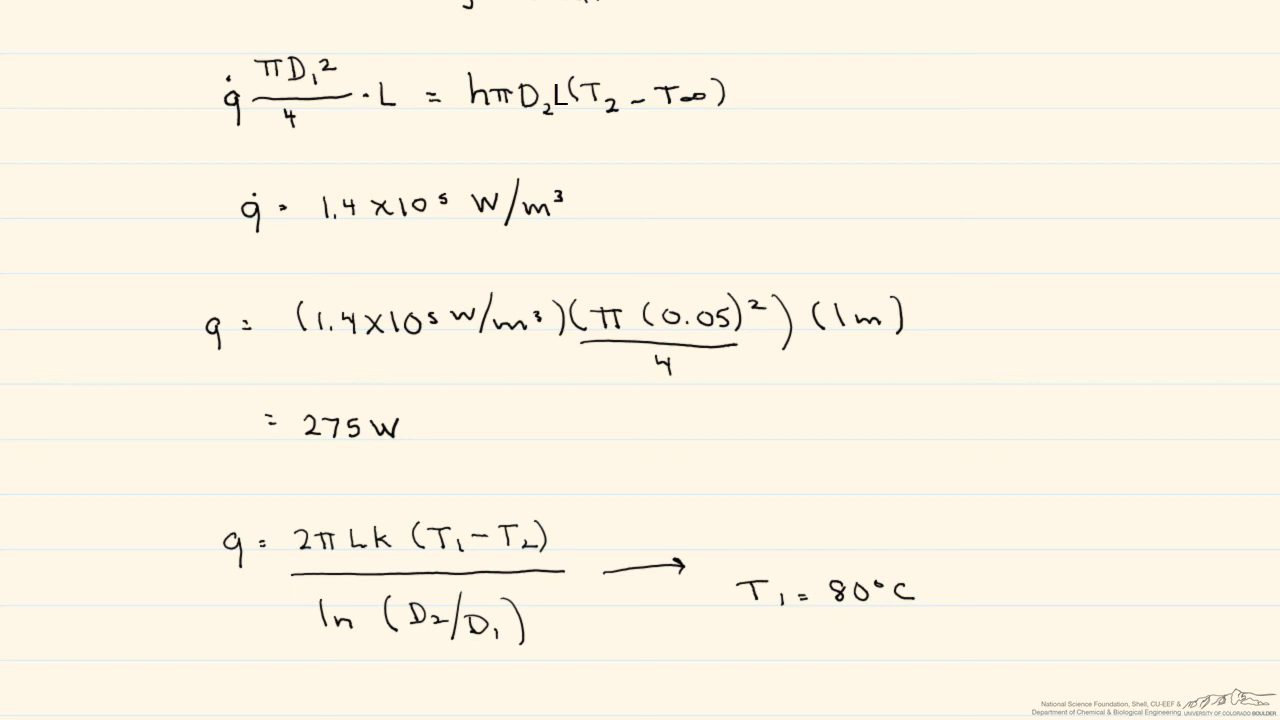 q̇ πD₁²/4 · L = hπD₂L(T₂ - T∞)
q̇ = 1.4 x 10⁵ W/m³
q = (1.4x10⁵ W/m³)(π (0.05)²/4) (1m)
= 275 W
q = 2πLk (T₁-T₂) / ln (D₂/D₁) → T₁ = 80°C
National Science Foundation, Shell, CU-EEF &
Department of Chemical & Biological Engineering UNIVERSITY OF COLORADO BOULDER